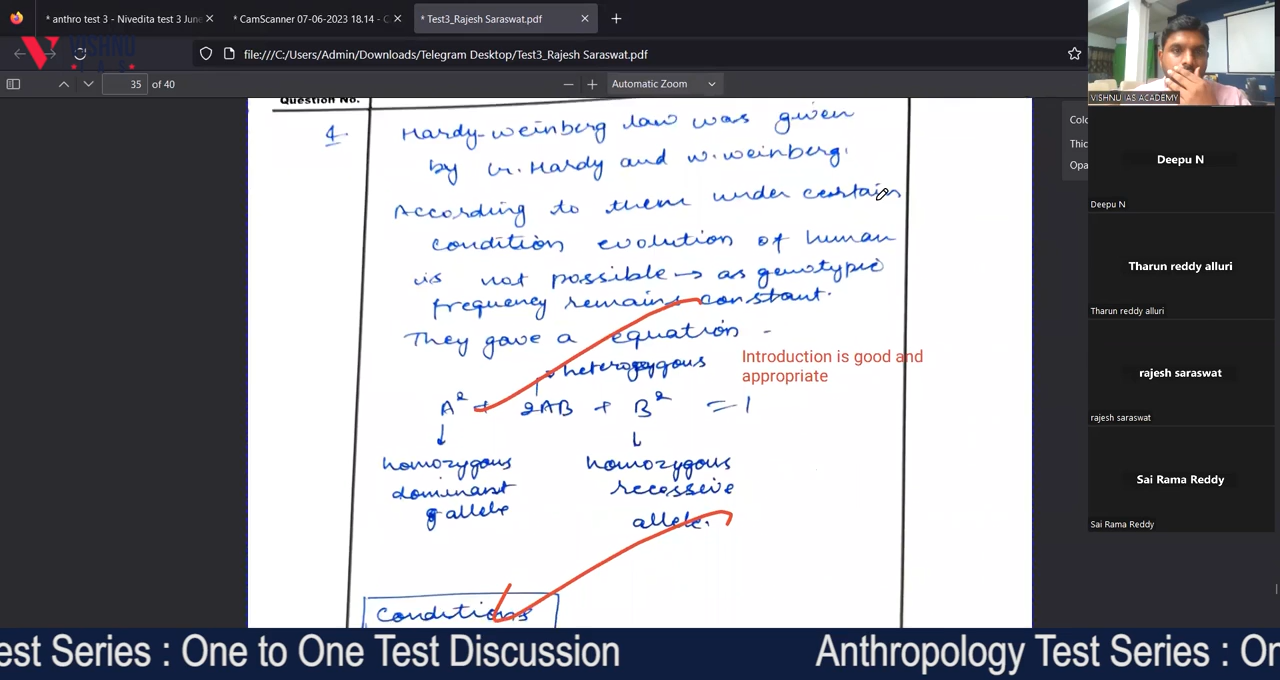 * anthro test 3 - Nivedita test 3 June
* CamScanner 07-06-2023 18.14 - C
* Test3_Rajesh Saraswat.pdf
VISHNU
IAS
file:///C:/Users/Admin/Downloads/Telegram Desktop/Test3_Rajesh Saraswat.pdf
35 of 40
Automatic Zoom
Question No.
4.
Hardy-weinberg law was given
by G. Hardy and W. weinberg.
According to them under certain
condition evolution of human
is not possible → as genotypic
frequency remains constant.
They gave a equation -
heterozygous
Introduction is good and
appropriate
A² + 2AB + B² = 1
homozygous
dominant
allele
homozygous
recessive
allele.
Conditions
VISHNU IAS ACADEMY
Colo
Thic
Opa
Deepu N
Deepu N
Tharun reddy alluri
Tharun reddy alluri
rajesh saraswat
rajesh saraswat
Sai Rama Reddy
Sai Rama Reddy
est Series : One to One Test Discussion
Anthropology Test Series : On